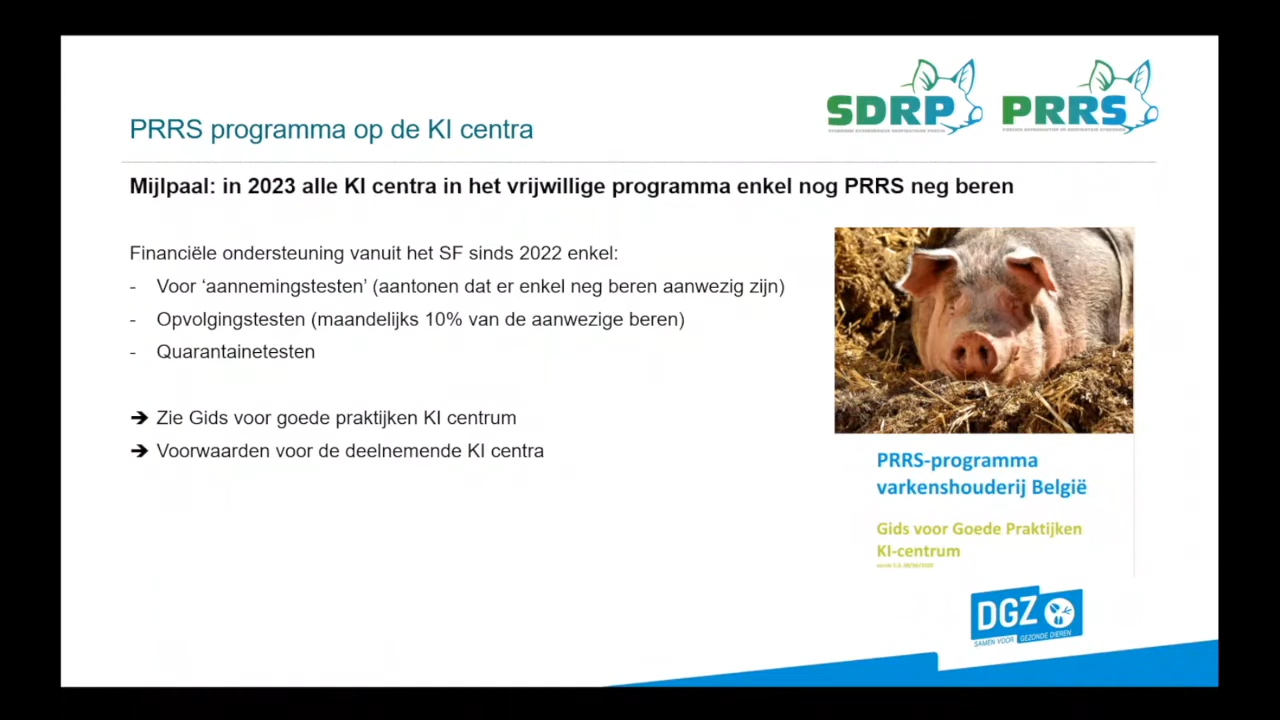 SDRP
PRRS
PRRS programma op de KI centra
Mijlpaal: in 2023 alle KI centra in het vrijwillige programma enkel nog PRRS neg beren
Financiële ondersteuning vanuit het SF sinds 2022 enkel:
- Voor ‘aannemingstesten’ (aantonen dat er enkel neg beren aanwezig zijn)
- Opvolgingstesten (maandelijks 10% van de aanwezige beren)
- Quarantainetesten
➔ Zie Gids voor goede praktijken KI centrum
➔ Voorwaarden voor de deelnemende KI centra
PRRS-programma
varkenshouderij België
Gids voor Goede Praktijken
KI-centrum
DGZ
SAMEN VOOR GEZONDE DIEREN